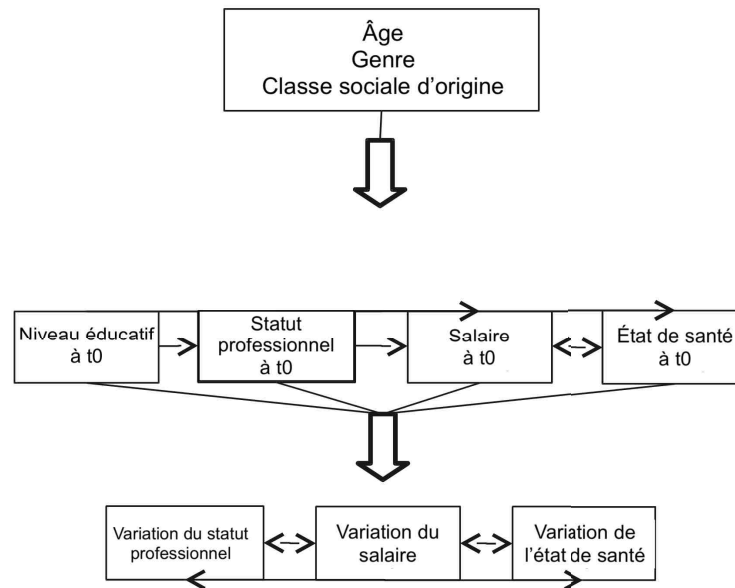 Âge
Genre
Classe sociale d'origine
Niveau éducatif
à t0
Statut
professionnel
à t0
Salaire
à t0
État de santé
à t0
Variation du statut
professionnel
Variation du
salaire
Variation de
l'état de santé